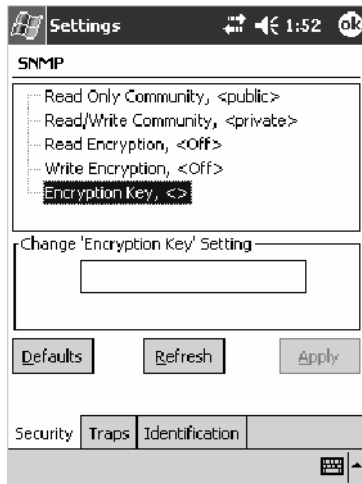 Settings 1:52 ok
SNMP
Read Only Community, <public>
Read/Write Community, <private>
Read Encryption, <Off>
Write Encryption, <Off>
Encryption Key, <>
Change 'Encryption Key' Setting
Defaults Refresh Apply
Security Traps Identification